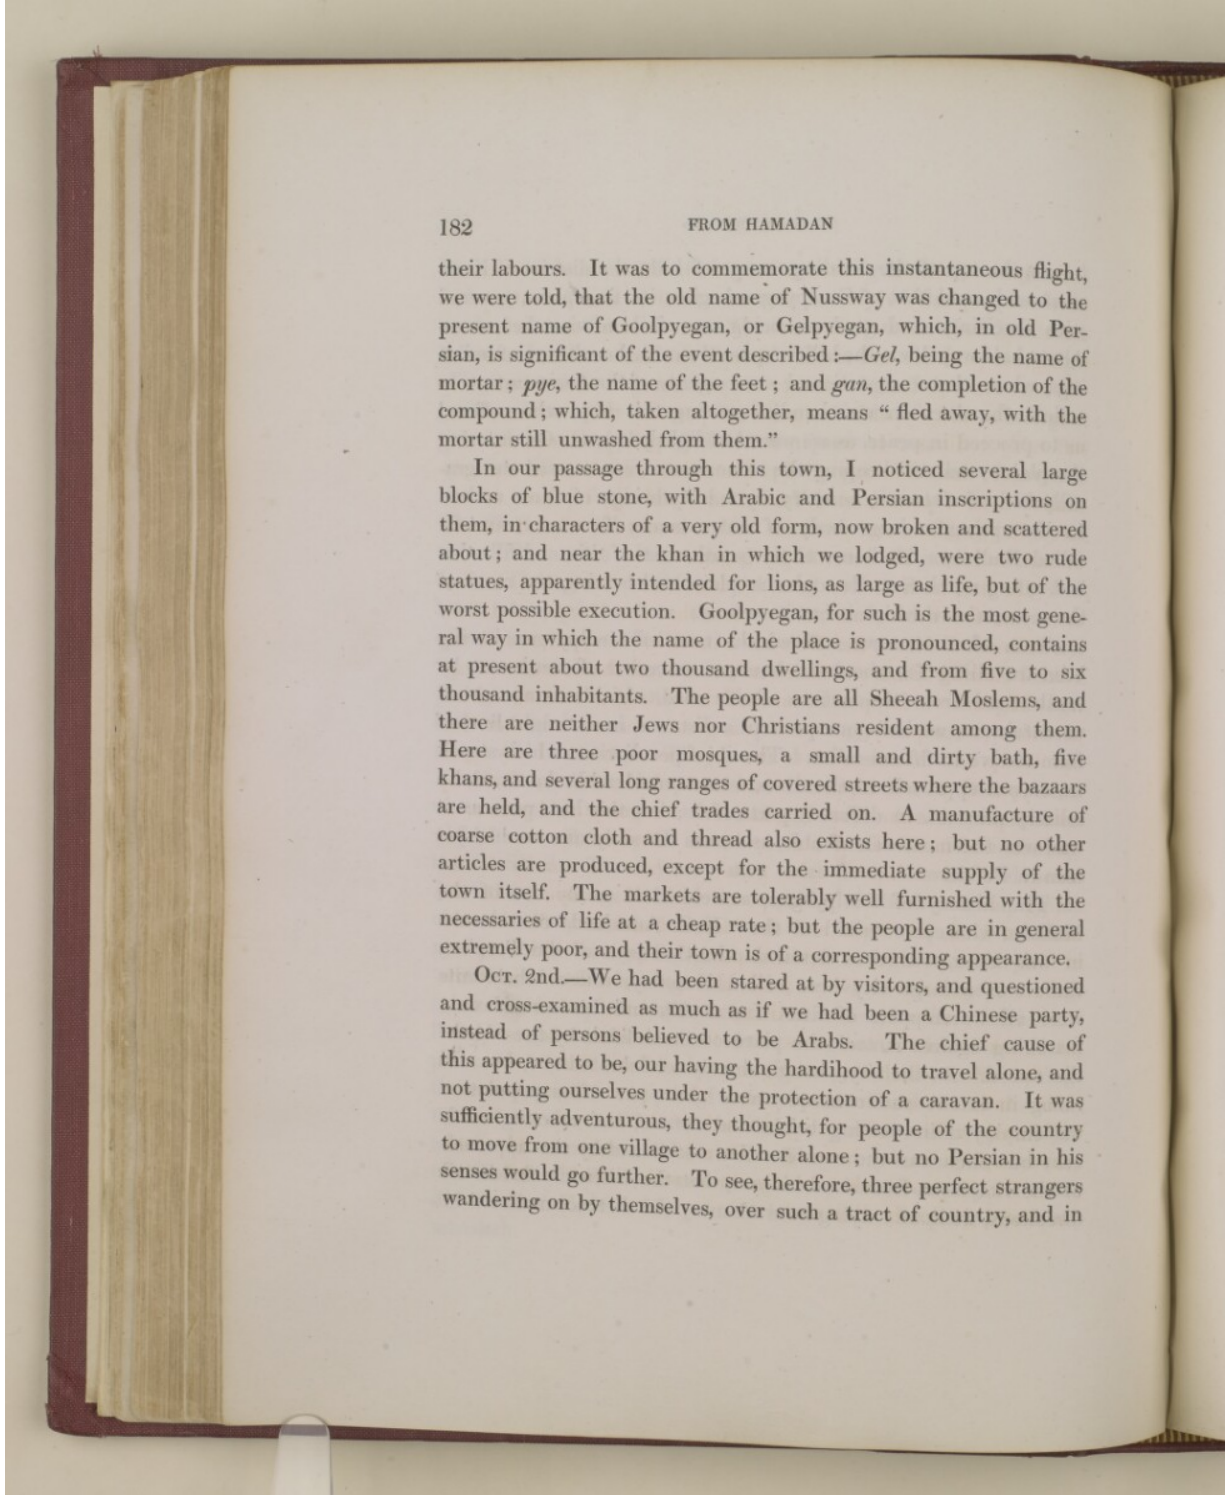 182 FROM HAMADAN
their labours. It was to commemorate this instantaneous flight,
we were told, that the old name of Nussway was changed to the
present name of Goolpyegan, or Gelpyegan, which, in old Per-
sian, is significant of the event described :—Gel, being the name of
mortar ; pye, the name of the feet ; and gan, the completion of the
compound ; which, taken altogether, means “ fled away, with the
mortar still unwashed from them.”
In our passage through this town, I noticed several large
blocks of blue stone, with Arabic and Persian inscriptions on
them, in characters of a very old form, now broken and scattered
about ; and near the khan in which we lodged, were two rude
statues, apparently intended for lions, as large as life, but of the
worst possible execution. Goolpyegan, for such is the most gene-
ral way in which the name of the place is pronounced, contains
at present about two thousand dwellings, and from five to six
thousand inhabitants. The people are all Sheeah Moslems, and
there are neither Jews nor Christians resident among them.
Here are three poor mosques, a small and dirty bath, five
khans, and several long ranges of covered streets where the bazaars
are held, and the chief trades carried on. A manufacture of
coarse cotton cloth and thread also exists here ; but no other
articles are produced, except for the immediate supply of the
town itself. The markets are tolerably well furnished with the
necessaries of life at a cheap rate ; but the people are in general
extremely poor, and their town is of a corresponding appearance.
Oct. 2nd.—We had been stared at by visitors, and questioned
and cross-examined as much as if we had been a Chinese party,
instead of persons believed to be Arabs. The chief cause of
this appeared to be, our having the hardihood to travel alone, and
not putting ourselves under the protection of a caravan. It was
sufficiently adventurous, they thought, for people of the country
to move from one village to another alone ; but no Persian in his
senses would go further. To see, therefore, three perfect strangers
wandering on by themselves, over such a tract of country, and in